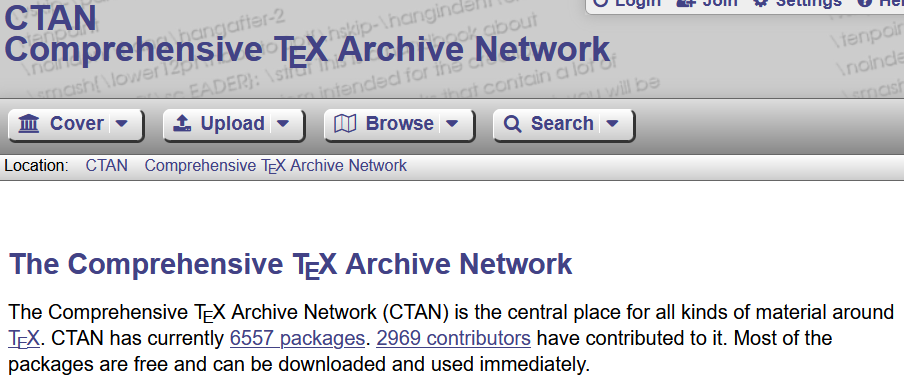 Login Join Settings
CTAN
Comprehensive TEX Archive Network
Cover Upload Browse Search
Location: CTAN Comprehensive TEX Archive Network
The Comprehensive TEX Archive Network
The Comprehensive TEX Archive Network (CTAN) is the central place for all kinds of material around
TEX. CTAN has currently 6557 packages. 2969 contributors have contributed to it. Most of the
packages are free and can be downloaded and used immediately.